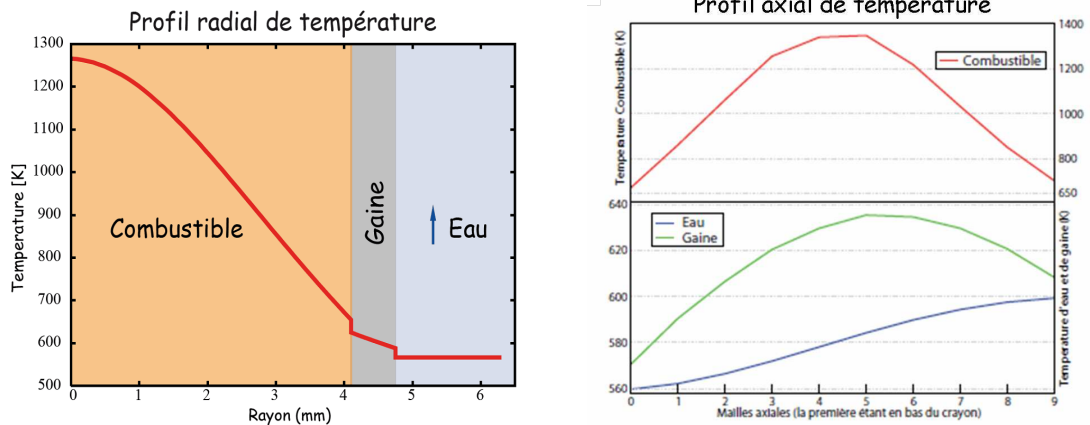 Profil radial de température
1300
1200
1100
1000
900
800
700
600
500
Temperature [K]
Combustible
Gaine
Eau
0 1 2 3 4 5 6
Rayon (mm)
Profil axial de température
Temperature Combustible (K)
Combustible
1400
1200
1000
800
650
640
620
600
580
560
Eau
Gaine
Temperature d'eau et de gaine (K)
0 1 2 3 4 5 6 7 8 9
Mailles axiales (la première étant en bas du crayon)